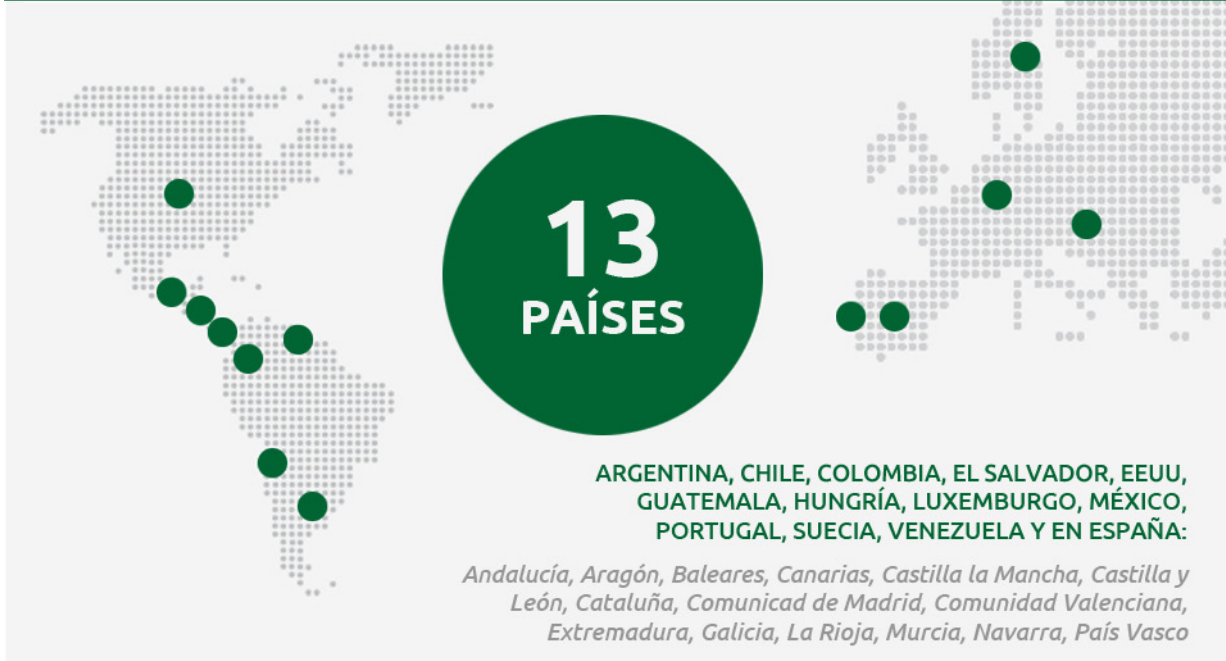 13
PAÍSES
ARGENTINA, CHILE, COLOMBIA, EL SALVADOR, EEUU,
GUATEMALA, HUNGRÍA, LUXEMBURGO, MÉXICO,
PORTUGAL, SUECIA, VENEZUELA Y EN ESPAÑA:
Andalucía, Aragón, Baleares, Canarias, Castilla la Mancha, Castilla y
León, Cataluña, Comunicad de Madrid, Comunidad Valenciana,
Extremadura, Galicia, La Rioja, Murcia, Navarra, País Vasco